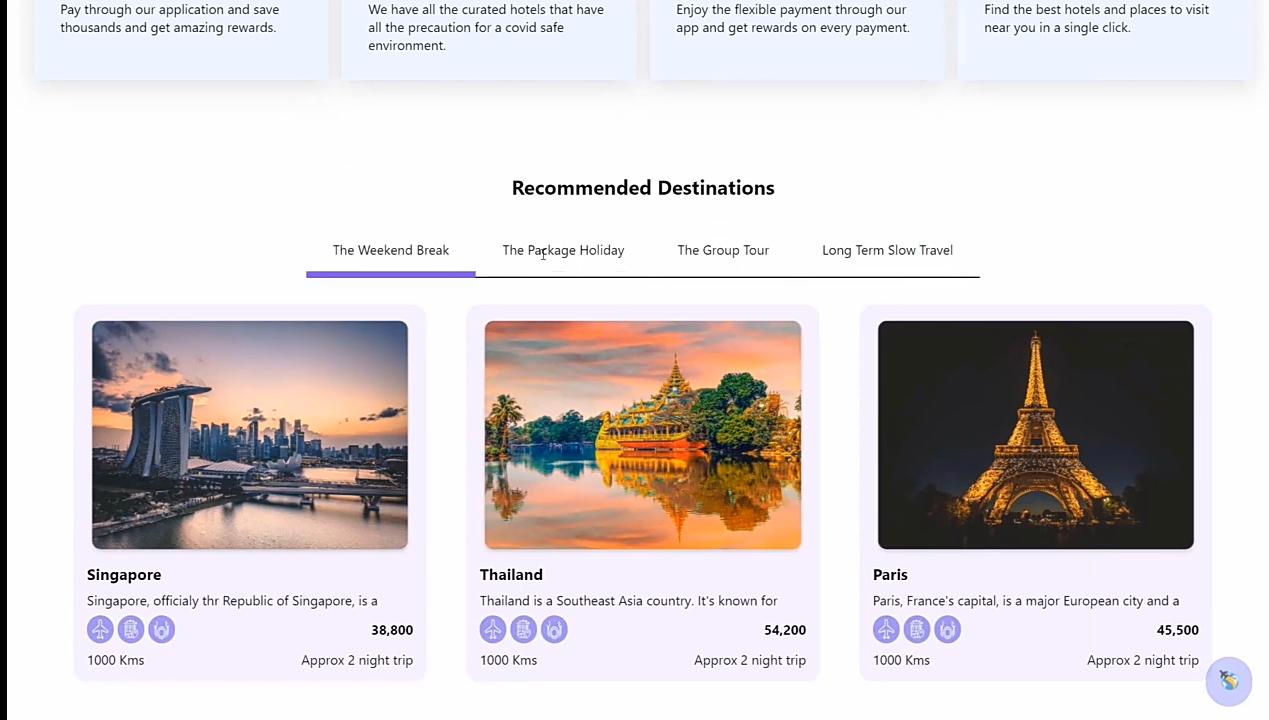 Pay through our application and save
thousands and get amazing rewards.
We have all the curated hotels that have
all the precaution for a covid safe
environment.
Enjoy the flexible payment through our
app and get rewards on every payment.
Find the best hotels and places to visit
near you in a single click.
Recommended Destinations
The Weekend Break
The Package Holiday
The Group Tour
Long Term Slow Travel
Singapore
Singapore, officialy thr Republic of Singapore, is a
38,800
1000 Kms
Approx 2 night trip
Thailand
Thailand is a Southeast Asia country. It's known for
54,200
1000 Kms
Approx 2 night trip
Paris
Paris, France's capital, is a major European city and a
45,500
1000 Kms
Approx 2 night trip